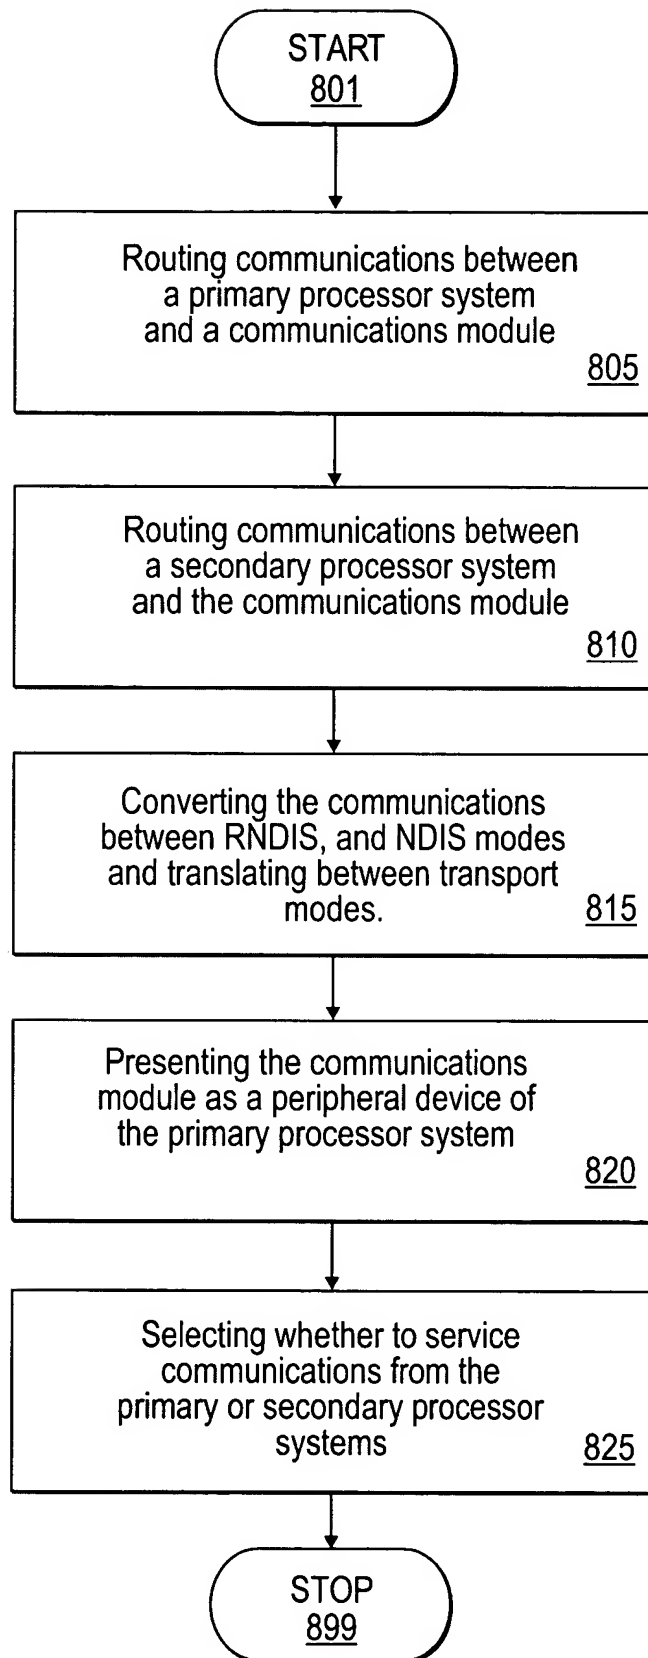 START
801
Routing communications between
a primary processor system
and a communications module
805
Routing communications between
a secondary processor system
and the communications module
810
Converting the communications
between RNDIS, and NDIS modes
and translating between transport
modes.
815
Presenting the communications
module as a peripheral device of
the primary processor system
820
Selecting whether to service
communications from the
primary or secondary processor
systems
825
STOP
899